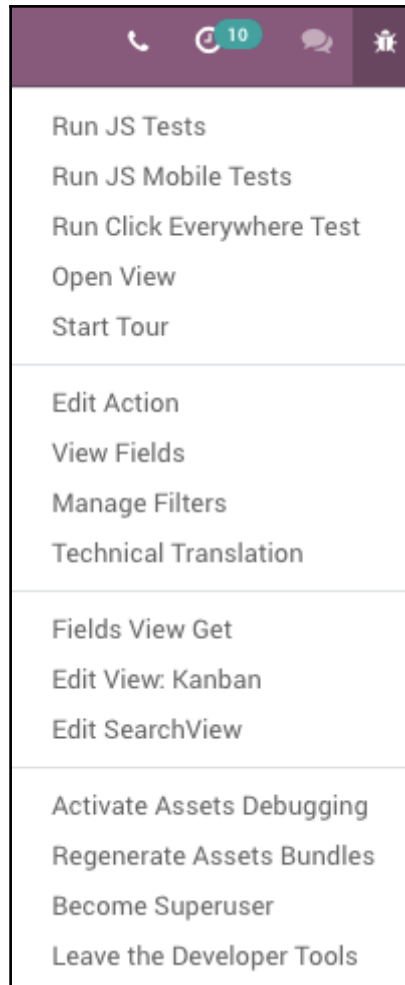 10
Run JS Tests
Run JS Mobile Tests
Run Click Everywhere Test
Open View
Start Tour
Edit Action
View Fields
Manage Filters
Technical Translation
Fields View Get
Edit View: Kanban
Edit SearchView
Activate Assets Debugging
Regenerate Assets Bundles
Become Superuser
Leave the Developer Tools